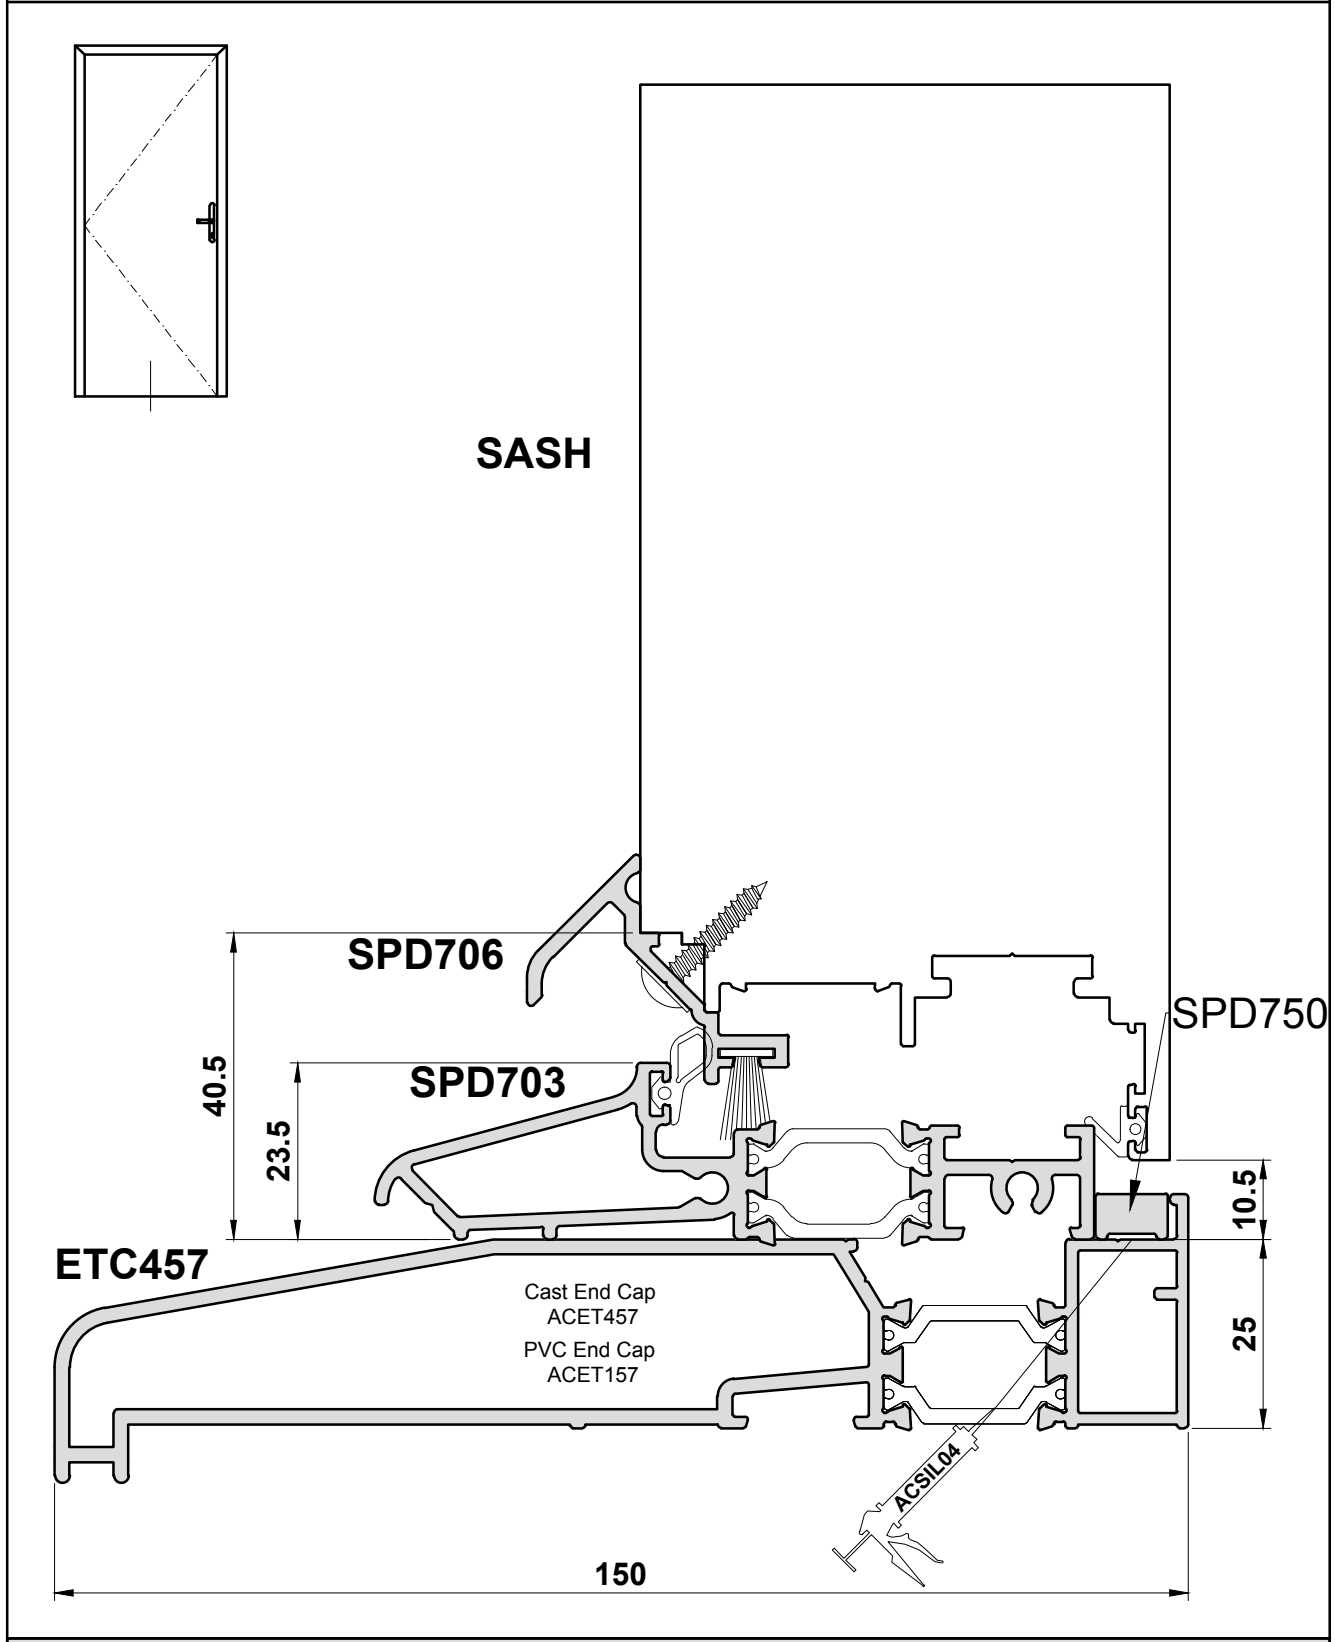 SASH
SPD706
SPD750
40.5
SPD703
23.5
10.5
ETC457
Cast End Cap
ACET457
PVC End Cap
ACET157
25
ACSIL04
150